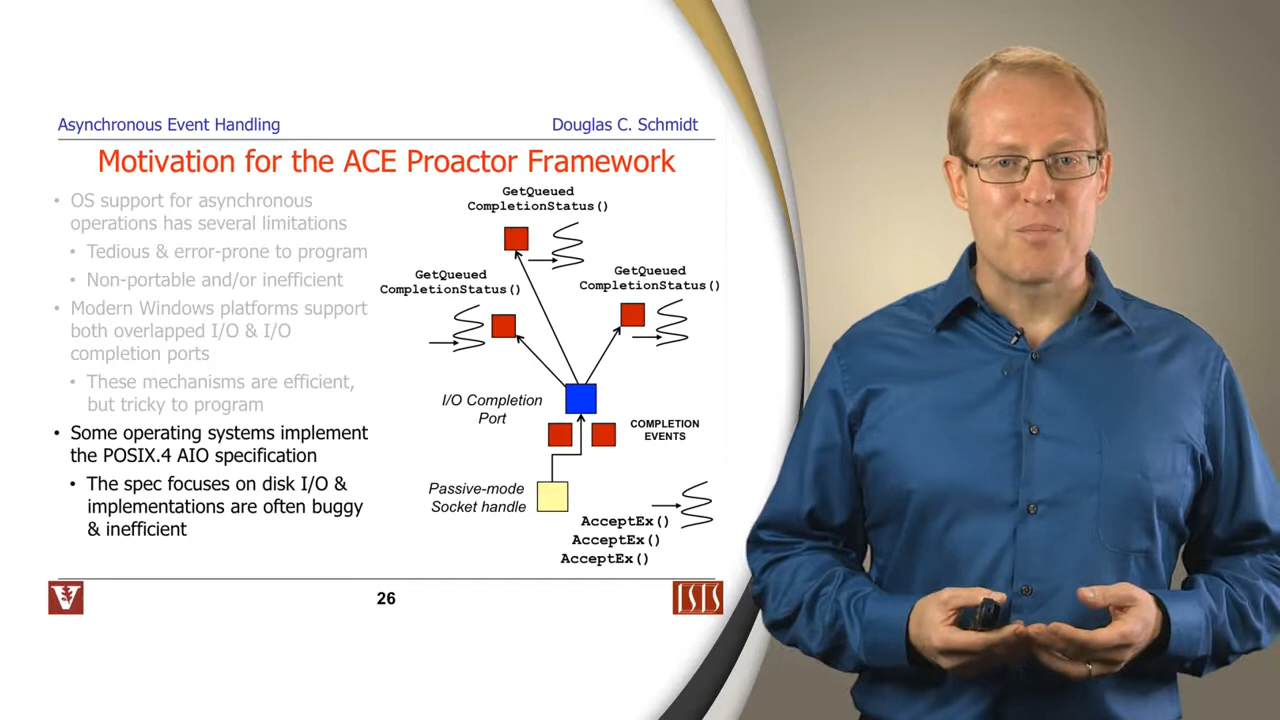 Asynchronous Event Handling
Douglas C. Schmidt
Motivation for the ACE Proactor Framework
• OS support for asynchronous
operations has several limitations
• Tedious & error-prone to program
• Non-portable and/or inefficient
• Modern Windows platforms support
both overlapped I/O & I/O
completion ports
• These mechanisms are efficient,
but tricky to program
• Some operating systems implement
the POSIX.4 AIO specification
• The spec focuses on disk I/O &
implementations are often buggy
& inefficient
GetQueued
CompletionStatus()
GetQueued
CompletionStatus()
GetQueued
CompletionStatus()
I/O Completion
Port
COMPLETION
EVENTS
Passive-mode
Socket handle
AcceptEx()
AcceptEx()
AcceptEx()
V
26
ISIS